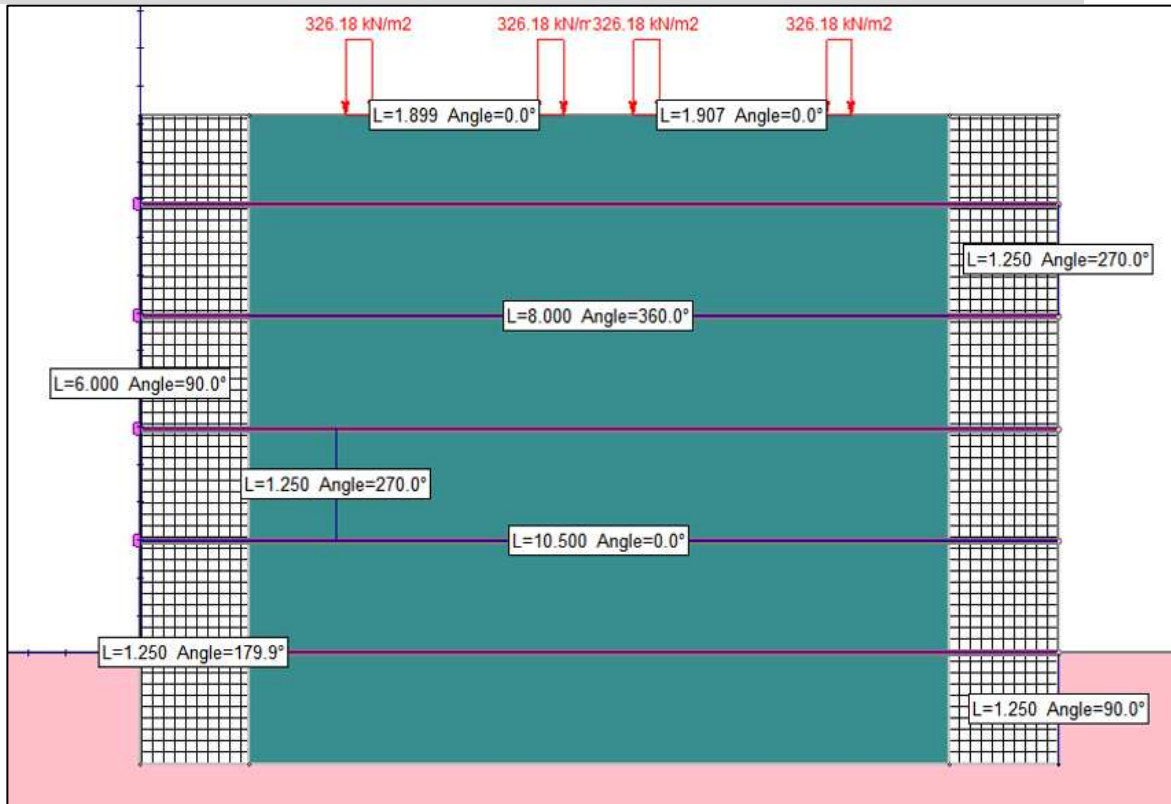 326.18 kN/m2 326.18 kN/m 326.18 kN/m2 326.18 kN/m2
L=1.899 Angle=0.0° L=1.907 Angle=0.0°
L=1.250 Angle=270.0°
L=8.000 Angle=360.0°
L=6.000 Angle=90.0°
L=1.250 Angle=270.0°
L=10.500 Angle=0.0°
L=1.250 Angle=179.9°
L=1.250 Angle=90.0°